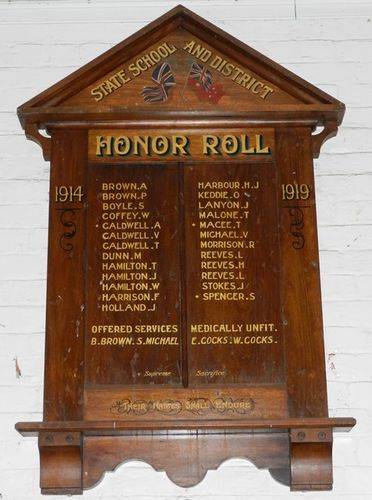 STATE SCHOOL AND DISTRICT
HONOR ROLL
1914
1919
BROWN.A
BROWN.P
BOYLE.S
COFFEY.W
CALDWELL.A
CALDWELL.V
CALDWELL.T
DUNN.M
HAMILTON.T
HAMILTON.J
HAMILTON.W
HARRISON.F
HOLLAND.J
HARBOUR.H.J
KEDDIE.O
LANYON.J
MALONE.T
MACEE.T
MICHAEL.V
MORRISON.R
REEVES.L
REEVES.H
REEVES.L
STOKES.J
SPENCER.S
OFFERED SERVICES
B.BROWN. S.MICHAEL
MEDICALLY UNFIT.
E.COCKS. W.COCKS.
Supreme Sacrifice
THEIR NAMES SHALL ENDURE